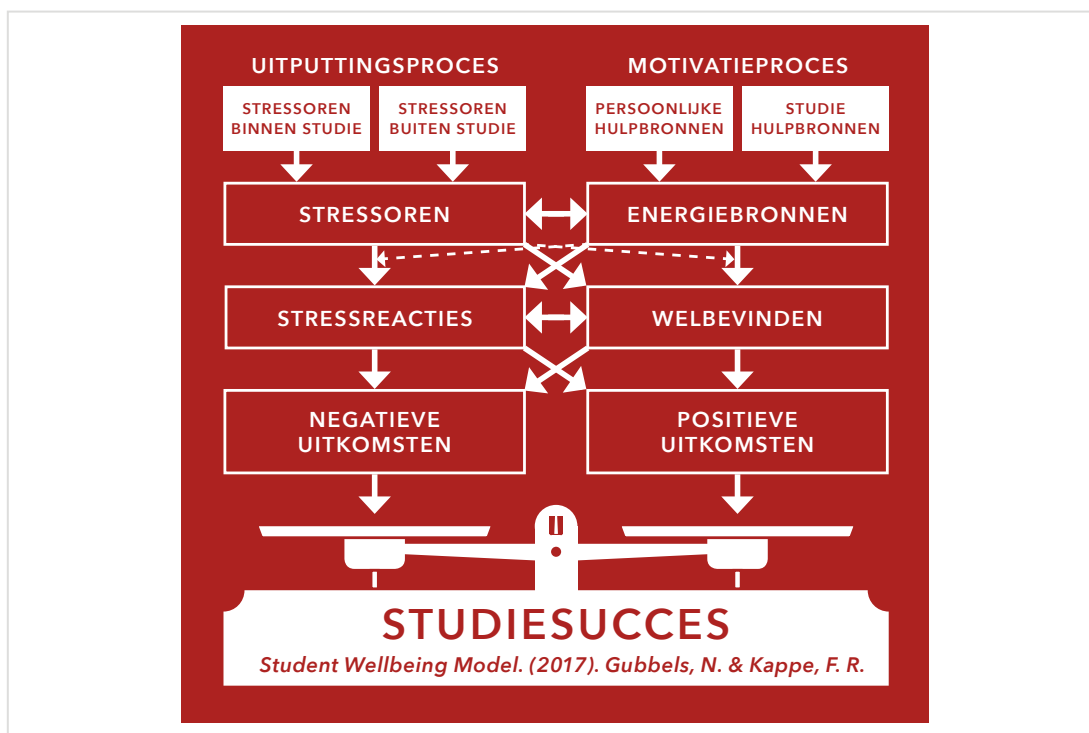 UITPUTTINGSPROCES
MOTIVATIEPROCES
STRESSOREN
BINNEN STUDIE
STRESSOREN
BUITEN STUDIE
PERSOONLIJKE
HULPBRONNEN
STUDIE
HULPBRONNEN
STRESSOREN
ENERGIEBRONNEN
STRESSREACTIES
WELBEVINDEN
NEGATIEVE
UITKOMSTEN
POSITIEVE
UITKOMSTEN
STUDIESUCCES
Student Wellbeing Model. (2017). Gubbels, N. & Kappe, F. R.